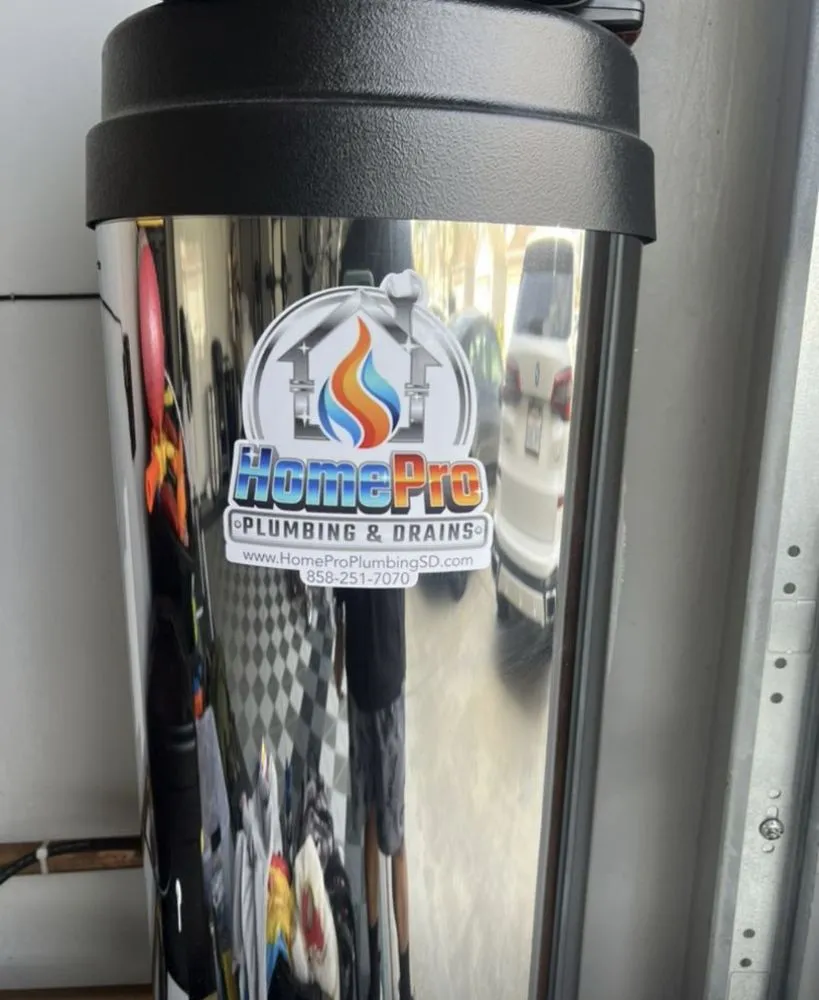 HomePro
PLUMBING & DRAINS
www.HomeProPlumbingSD.com
858-251-7070